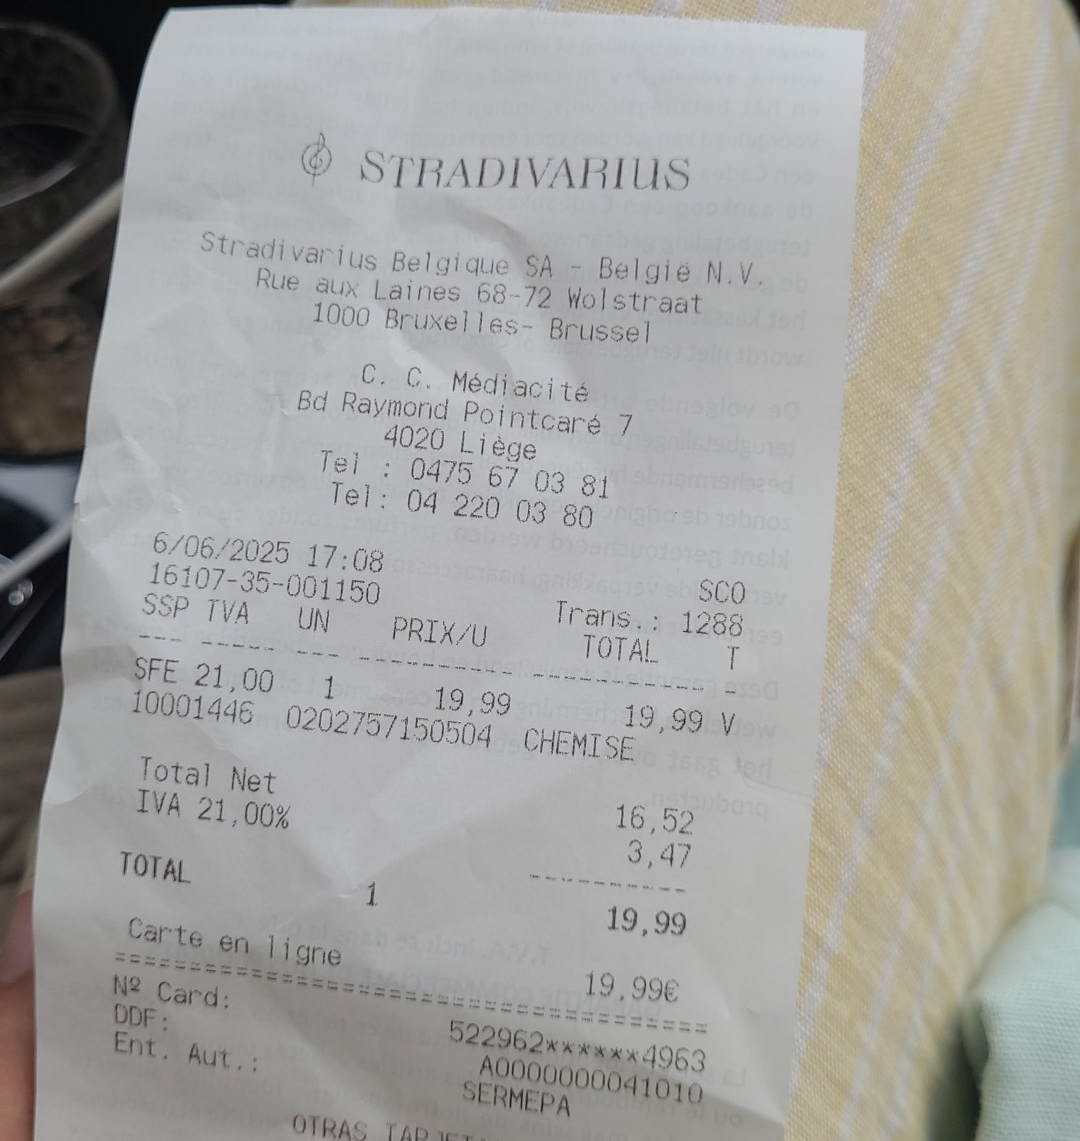 STRADIVARIUS
Stradivarius Belgique SA - België N.V.
Rue aux Laines 68-72 Wolstraat
1000 Bruxelles- Brussel
C. C. Médiacité
Bd Raymond Pointcaré 7
4020 Liège
Tel : 0475 67 03 81
Tel: 04 220 03 80
6/06/2025 17:08 SCO
16107-35-001150 Trans.: 1288
SSP TVA UN PRIX/U TOTAL T
SFE 21,00 1 19,99 19,99 V
10001446 0202757150504 CHEMISE
Total Net 16,52
IVA 21,00% 3,47
TOTAL 1 19,99
Carte en ligne 19.99€
Nº Card: 522962******4963
DDF: A0000000041010
Ent. Aut.: SERMEPA
OTRAS